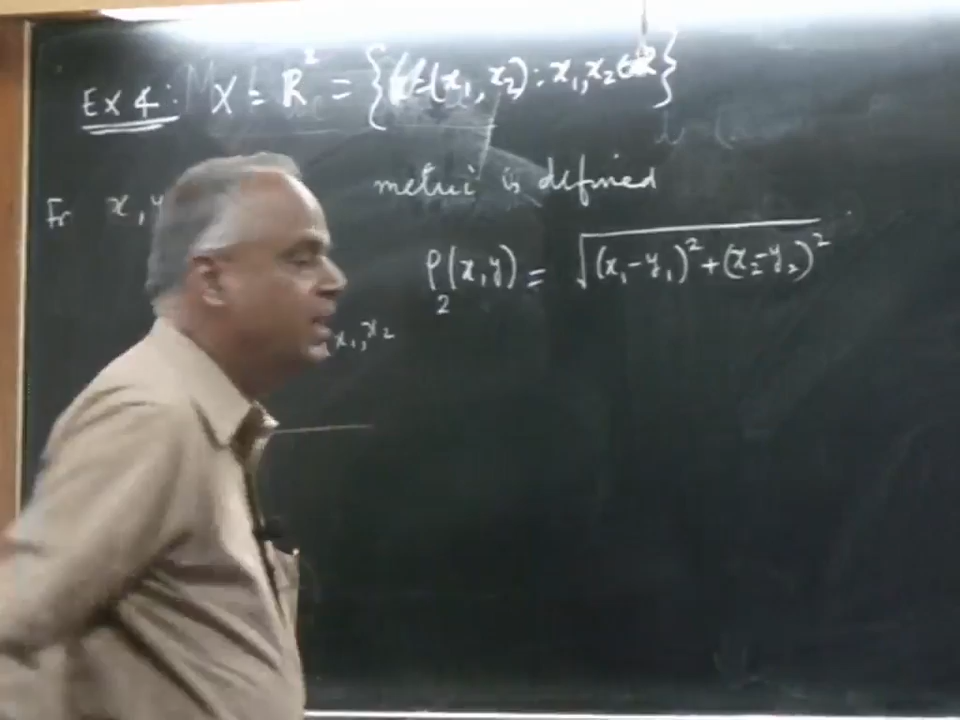 Ex 4: X = R² = {x = (x₁, x₂) : x₁, x₂ ∈ R}
Fr x, y metric is defined
ρ₂(x, y) = √((x₁ - y₁)² + (x₂ - y₂)²)
x₁, x₂